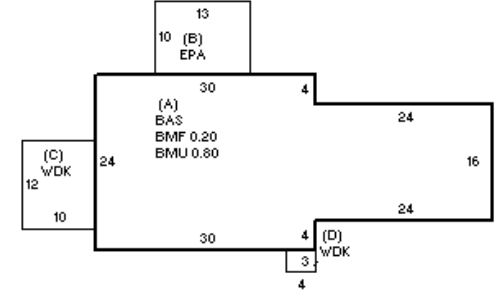 13
10 (B)
EPA
30
4
(A)
BAS
BMF 0.20
BMU 0.80
24
(C)
WDK
24
12
16
10
24
30
4
(D)
WDK
3
4